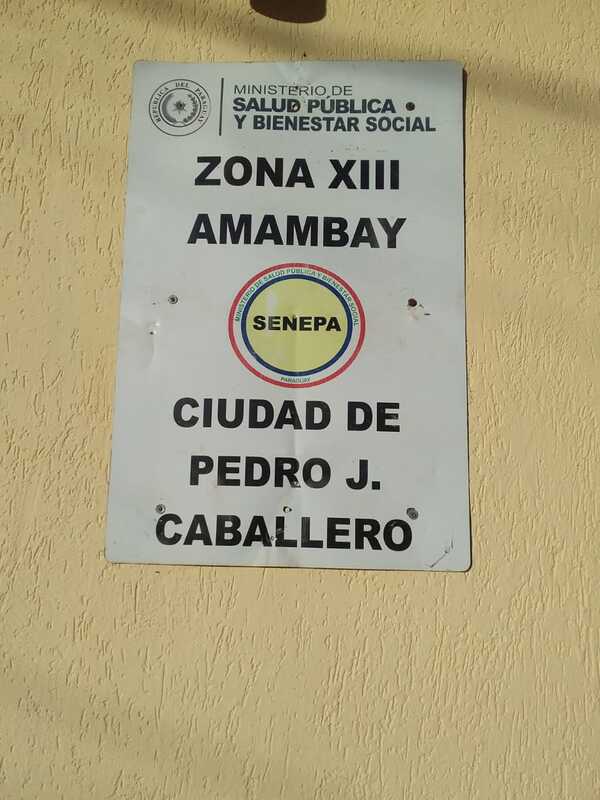 REPUBLICA DEL PARAGUAY
MINISTERIO DE
SALUD PÚBLICA
Y BIENESTAR SOCIAL
ZONA XIII
AMAMBAY
MINISTERIO DE SALUD PÚBLICA Y BIENESTAR SOCIAL
SENEPA
PARAGUAY
CIUDAD DE
PEDRO J.
CABALLERO